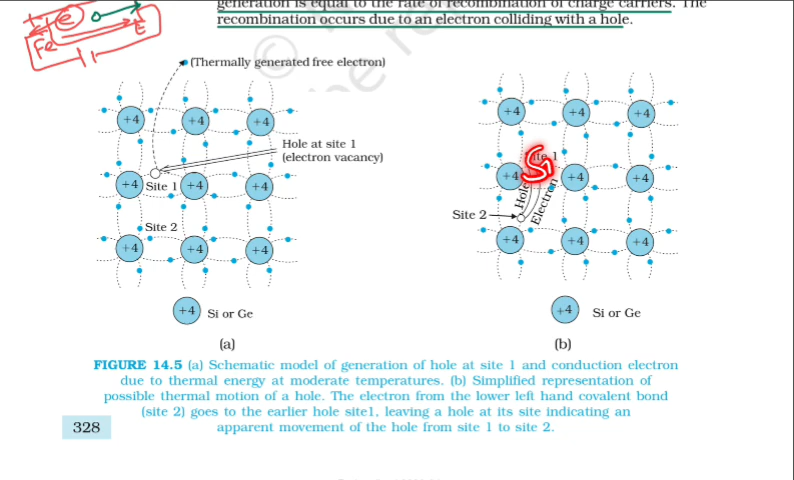 generation is equal to the rate of recombination of charge carriers. The
recombination occurs due to an electron colliding with a hole.
e
E
Fe
(Thermally generated free electron)
+4 +4 +4
+4 +4 +4
Hole at site 1
(electron vacancy)
+4 Site 1 +4 +4
+4 +4 +4
Hole
Electron
Site 2
Site 2
+4 +4 +4
+4 +4 +4
+4 Si or Ge
+4 Si or Ge
(a)
(b)
FIGURE 14.5 (a) Schematic model of generation of hole at site 1 and conduction electron
due to thermal energy at moderate temperatures. (b) Simplified representation of
possible thermal motion of a hole. The electron from the lower left hand covalent bond
(site 2) goes to the earlier hole site1, leaving a hole at its site indicating an
328
apparent movement of the hole from site 1 to site 2.